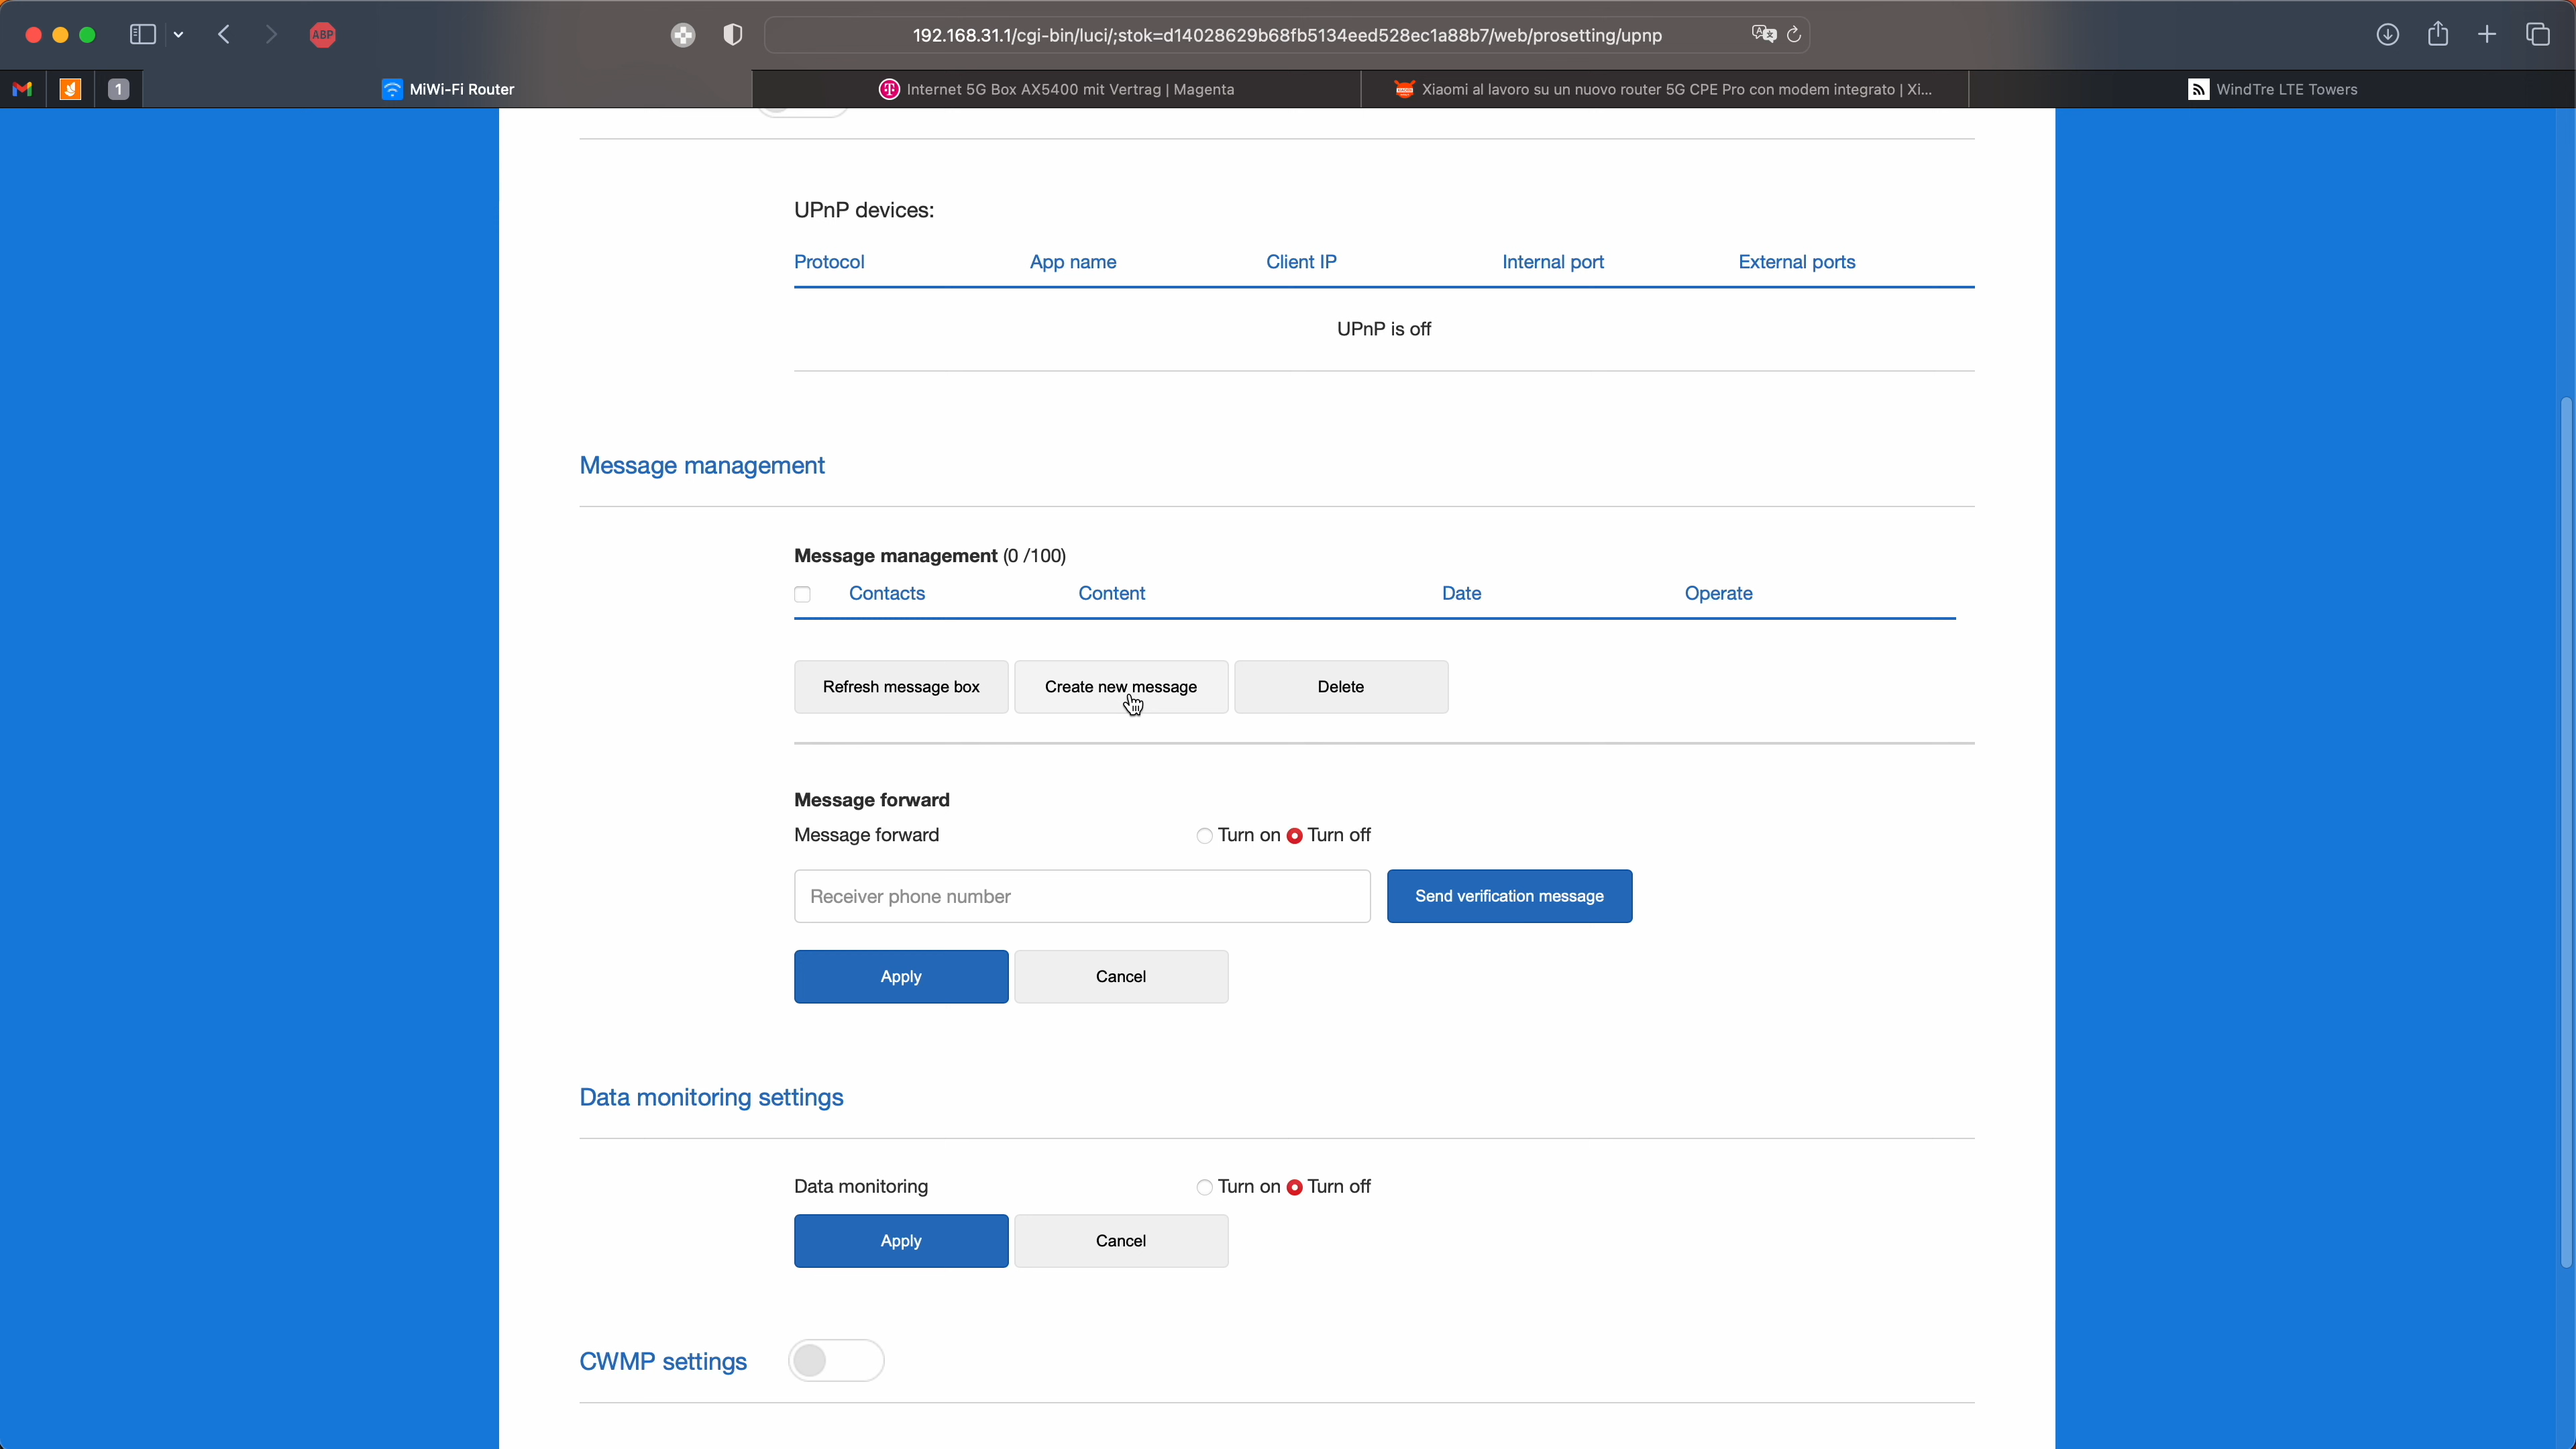 ABP
192.168.31.1/cgi-bin/luci/;stok=d14028629b68fb5134eed528ec1a88b7/web/prosetting/upnp
1
MiWi-Fi Router
Internet 5G Box AX5400 mit Vertrag | Magenta
Xiaomi al lavoro su un nuovo router 5G CPE Pro con modem integrato | Xi...
WindTre LTE Towers
UPnP devices:
Protocol App name Client IP Internal port External ports
UPnP is off
Message management
Message management (0 /100)
Contacts Content Date Operate
Refresh message box Create new message Delete
Message forward
Message forward Turn on Turn off
Receiver phone number Send verification message
Apply Cancel
Data monitoring settings
Data monitoring Turn on Turn off
Apply Cancel
CWMP settings